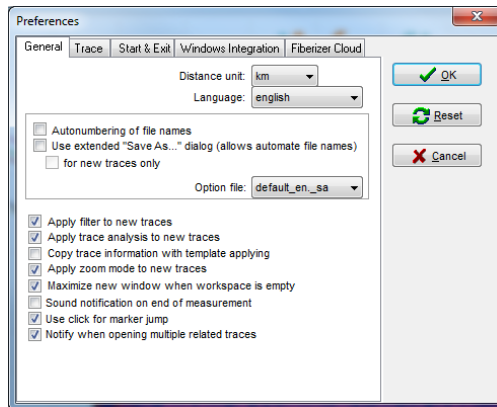 Preferences
General Trace Start & Exit Windows Integration Fiberizer Cloud
Distance unit: km
Language: english
Autonumbering of file names
Use extended "Save As..." dialog (allows automate file names)
for new traces only
Option file: default_en._sa
Apply filter to new traces
Apply trace analysis to new traces
Copy trace information with template applying
Apply zoom mode to new traces
Maximize new window when workspace is empty
Sound notification on end of measurement
Use click for marker jump
Notify when opening multiple related traces
OK
Reset
Cancel